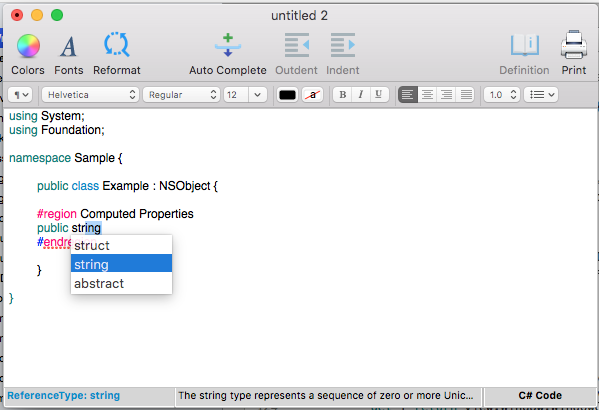 untitled 2
Colors Fonts Reformat Auto Complete Outdent Indent Definition Print
¶ Helvetica Regular 12 a B I U 1.0
using System;
using Foundation;
namespace Sample {
public class Example : NSObject {
#region Computed Properties
public string
#endre
struct
string
abstract
}
}
ReferenceType: string The string type represents a sequence of zero or more Unic... C# Code